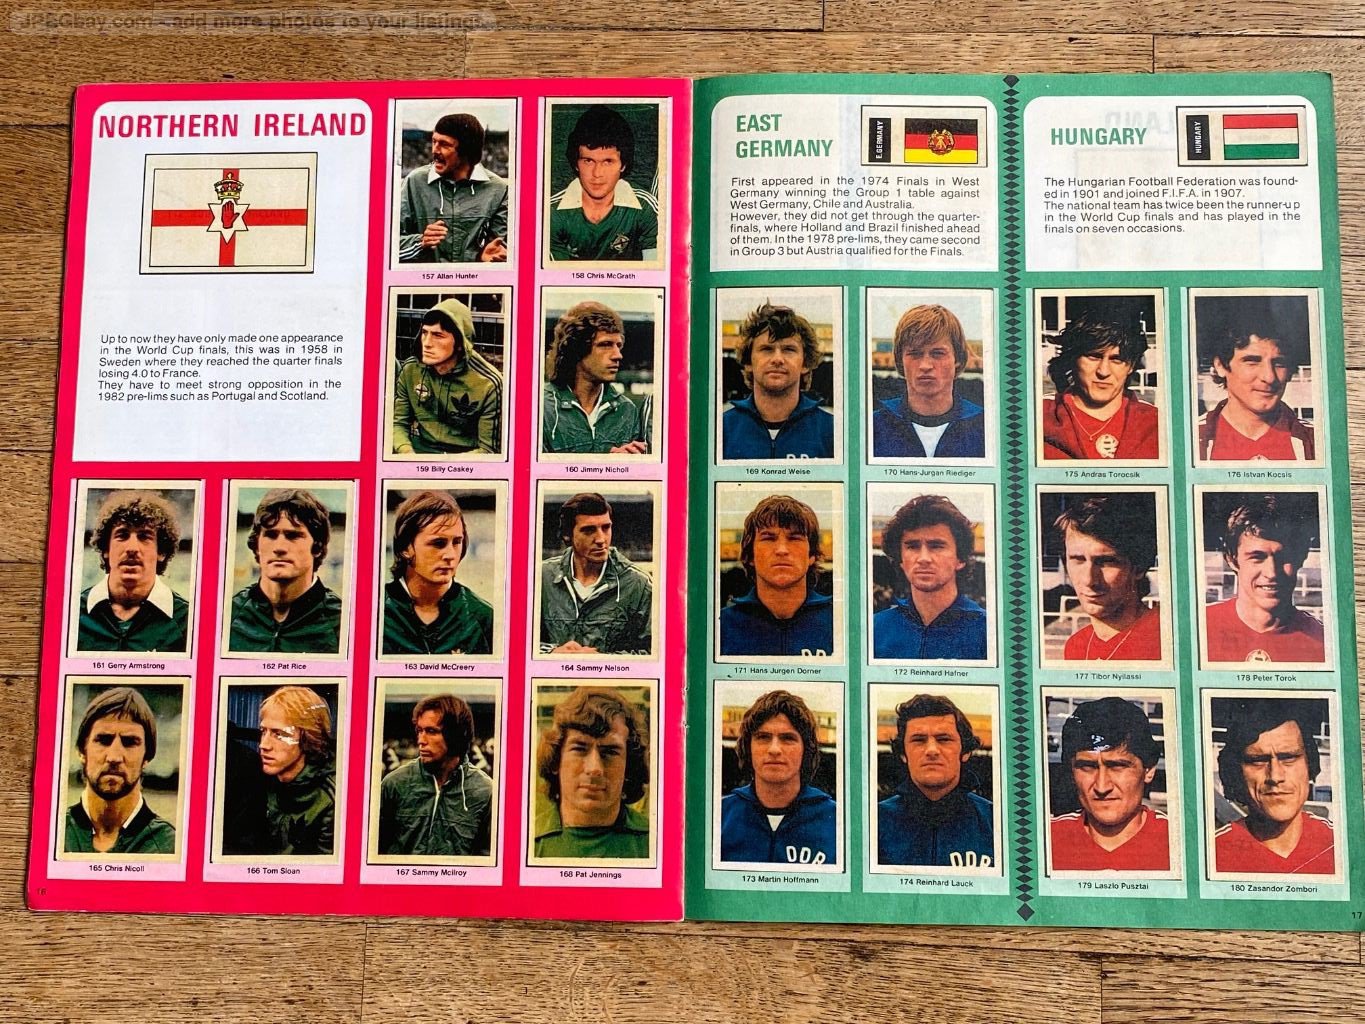 JPEGBay.com - add more photos to your listings
NORTHERN IRELAND
Up to now they have only made one appearance
in the World Cup finals, this was in 1958 in
Sweden where they reached the quarter finals
losing 4.0 to France.
They have to meet strong opposition in the
1982 pre-lims such as Portugal and Scotland.
157 Allan Hunter
158 Chris McGrath
159 Billy Caskey
160 Jimmy Nicholl
161 Gerry Armstrong
162 Pat Rice
163 David McCreery
164 Sammy Nelson
165 Chris Nicoll
166 Tom Sloan
167 Sammy Mcilroy
168 Pat Jennings
16
EAST
GERMANY
E.GERMANY
First appeared in the 1974 Finals in West
Germany winning the Group 1 table against
West Germany, Chile and Australia.
However, they did not get through the quarter-
finals, where Holland and Brazil finished ahead
of them. In the 1978 pre-lims, they came second
in Group 3 but Austria qualified for the Finals.
169 Konrad Weise
170 Hans-Jurgan Riediger
171 Hans Jurgen Dorner
172 Reinhard Hafner
DDR
173 Martin Hoffmann
DDR
174 Reinhard Lauck
HUNGARY
HUNGARY
The Hungarian Football Federation was found-
ed in 1901 and joined F.I.F.A. in 1907.
The national team has twice been the runner-up
in the World Cup finals and has played in the
finals on seven occasions.
175 Andras Torocsik
176 Istvan Kocsis
177 Tibor Nyilassi
178 Peter Torok
179 Laszlo Pusztai
180 Zasandor Zombori
17